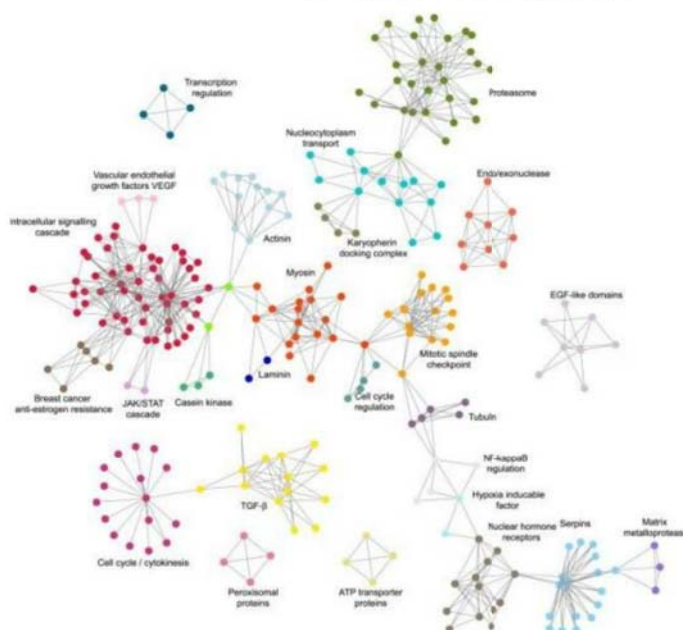 Transcription
regulation
Proteasome
Nucleocytoplasm
transport
Vascular endothelial
growth factors VEGF
Endo/exonuclease
ntracellular signalling
cascade
Actinin
Karyopherin
docking complex
Myosin
EGF-like domains
Mitotic spindle
checkpoint
Laminin
Breast cancer
anti-estrogen resistance
JAK/STAT
cascade
Casein kinase
Cell cycle
regulation
Tubuln
NF-kappaB
rgulation
Hypoxia inducable
factor
TGF-β
Nuclear hormone
receptors
Serpins
Matrix
metalloproteas
Cell cycle / cytokinesis
Peroxisomal
proteins
ATP transporter
proteins